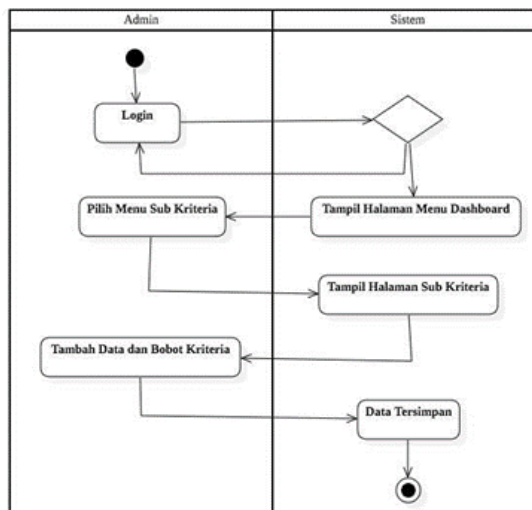 Admin
Sistem
Login
Tampil Halaman Menu Dashboard
Pilih Menu Sub Kriteria
Tampil Halaman Sub Kriteria
Tambah Data dan Bobot Kriteria
Data Tersimpan